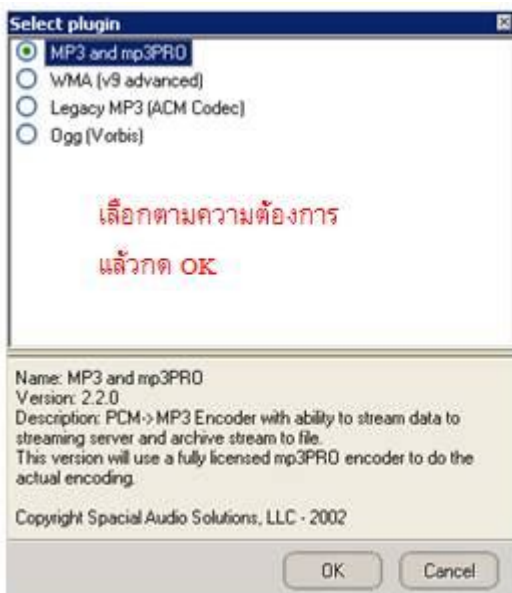 Select plugin
MP3 and mp3PRO
WMA (v9 advanced)
Legacy MP3 (ACM Codec)
Ogg (Vorbis)
เลือกตามความต้องการ
แล้วกด OK
Name: MP3 and mp3PRO
Version: 2.2.0
Description: PCM->MP3 Encoder with ability to stream data to
streaming server and archive stream to file.
This version will use a fully licensed mp3PRO encoder to do the
actual encoding.
Copyright Spacial Audio Solutions, LLC - 2002
OK
Cancel